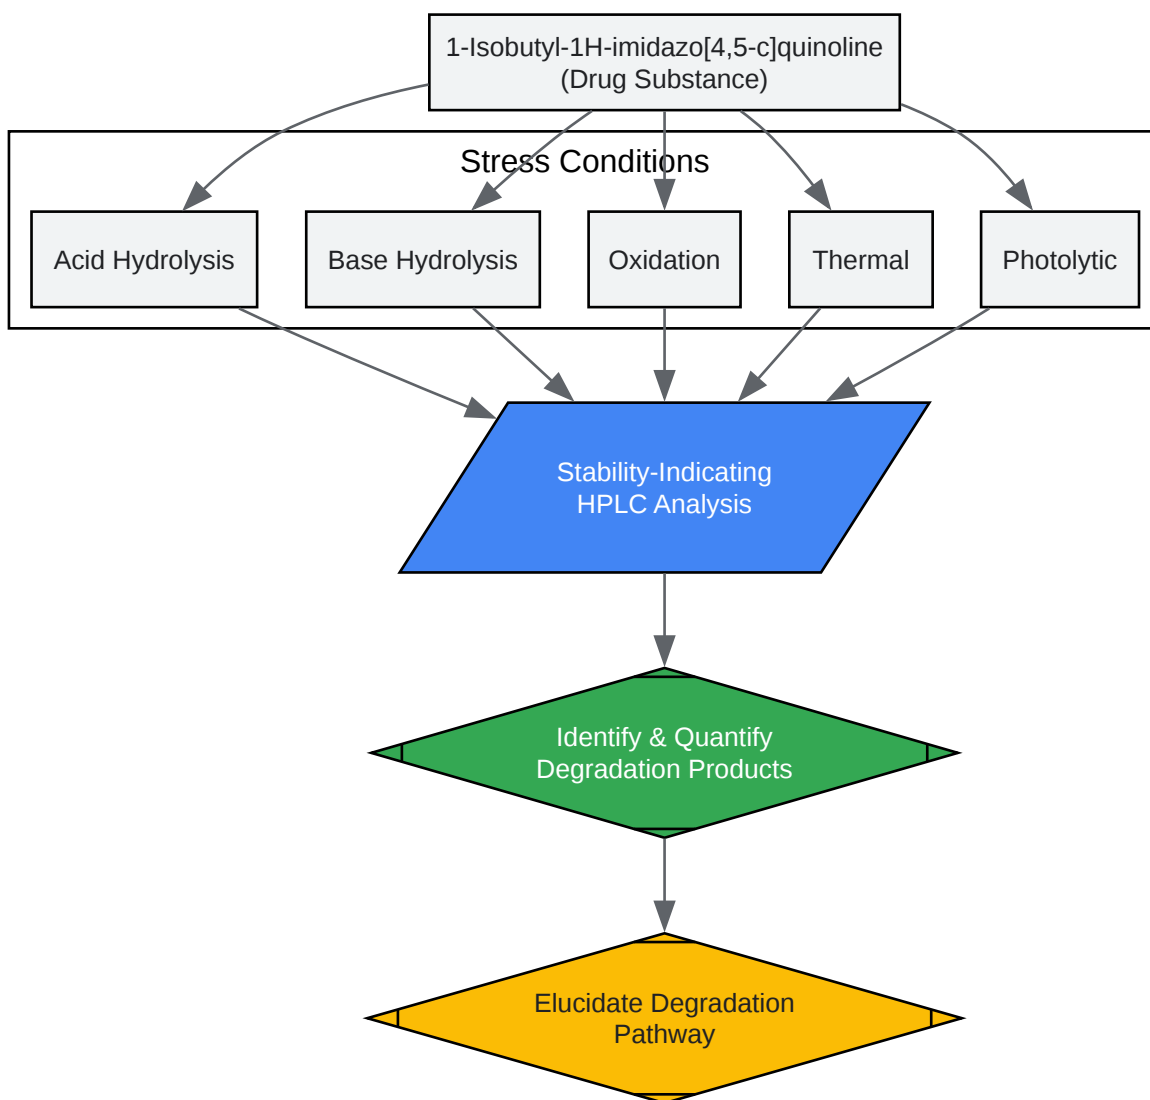 1-Isobutyl-1H-imidazo[4,5-c]quinoline
(Drug Substance)
Stress Conditions
Acid Hydrolysis
Base Hydrolysis
Oxidation
Thermal
Photolytic
Stability-Indicating
HPLC Analysis
Identify & Quantify
Degradation Products
Elucidate Degradation
Pathway